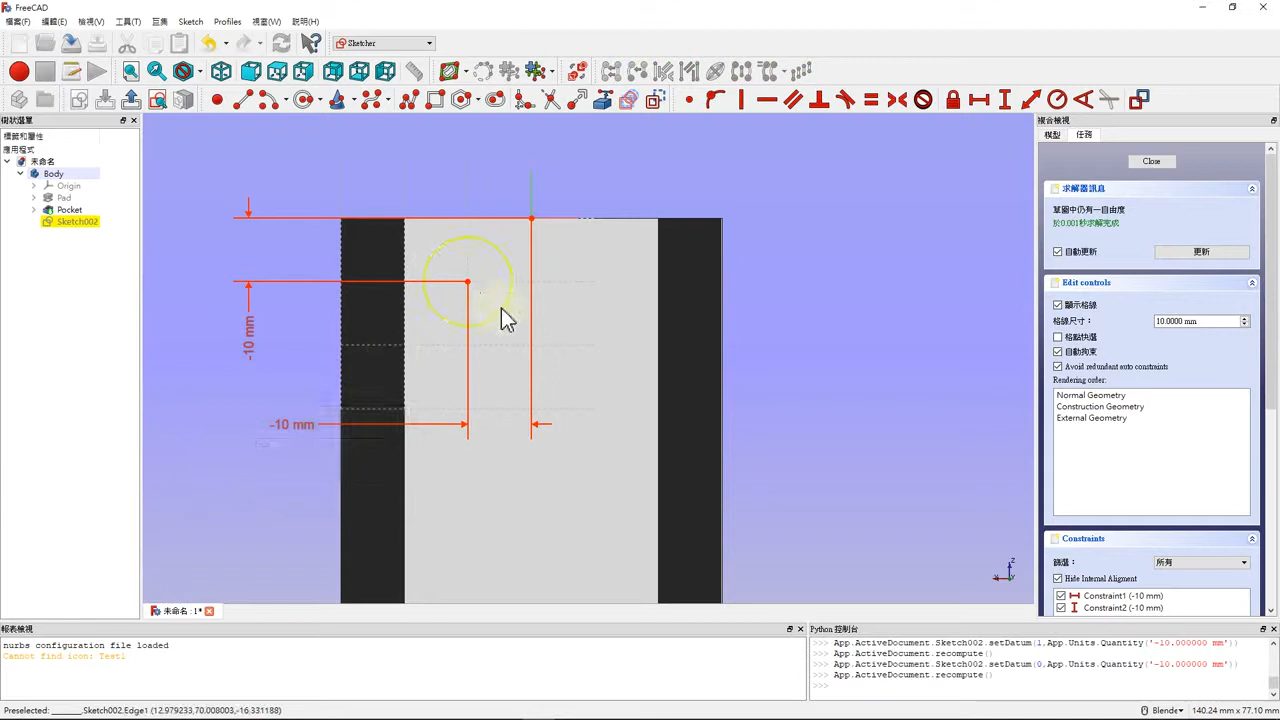 FreeCAD
檔案(F) 編輯(E) 檢視(V) 工具(T) 巨集 Sketch Profiles 視窗(W) 說明(H)
Sketcher
樹狀選單
複合檢視
標籤和屬性
模型 任務
應用程式
未命名
Body
Origin
Pad
Pocket
Sketch002
Close
求解器訊息
草圖中仍有一自由度
於0.001秒求解完成
自動更新 更新
Edit controls
顯示格線
格線尺寸： 10.0000 mm
格點快選
自動拘束
Avoid redundant auto constraints
Rendering order:
Normal Geometry
Construction Geometry
External Geometry
Constraints
篩選： 所有
Hide Internal Aligment
Constraint1 (-10 mm)
Constraint2 (-10 mm)
-10 mm
-10 mm
未命名 : 1*
報表檢視
nurbs configuration file loaded
Cannot find icon: Test1
Python 控制台
>>> App.ActiveDocument.Sketch002.setDatum(1,App.Units.Quantity('-10.000000 mm'))
>>> App.ActiveDocument.recompute()
>>> App.ActiveDocument.Sketch002.setDatum(0,App.Units.Quantity('-10.000000 mm'))
>>> App.ActiveDocument.recompute()
>>>
Preselected: ______.Sketch002.Edge1 (12.979233,70.008003,-16.331188)
Blende 140.24 mm x 77.10 mm